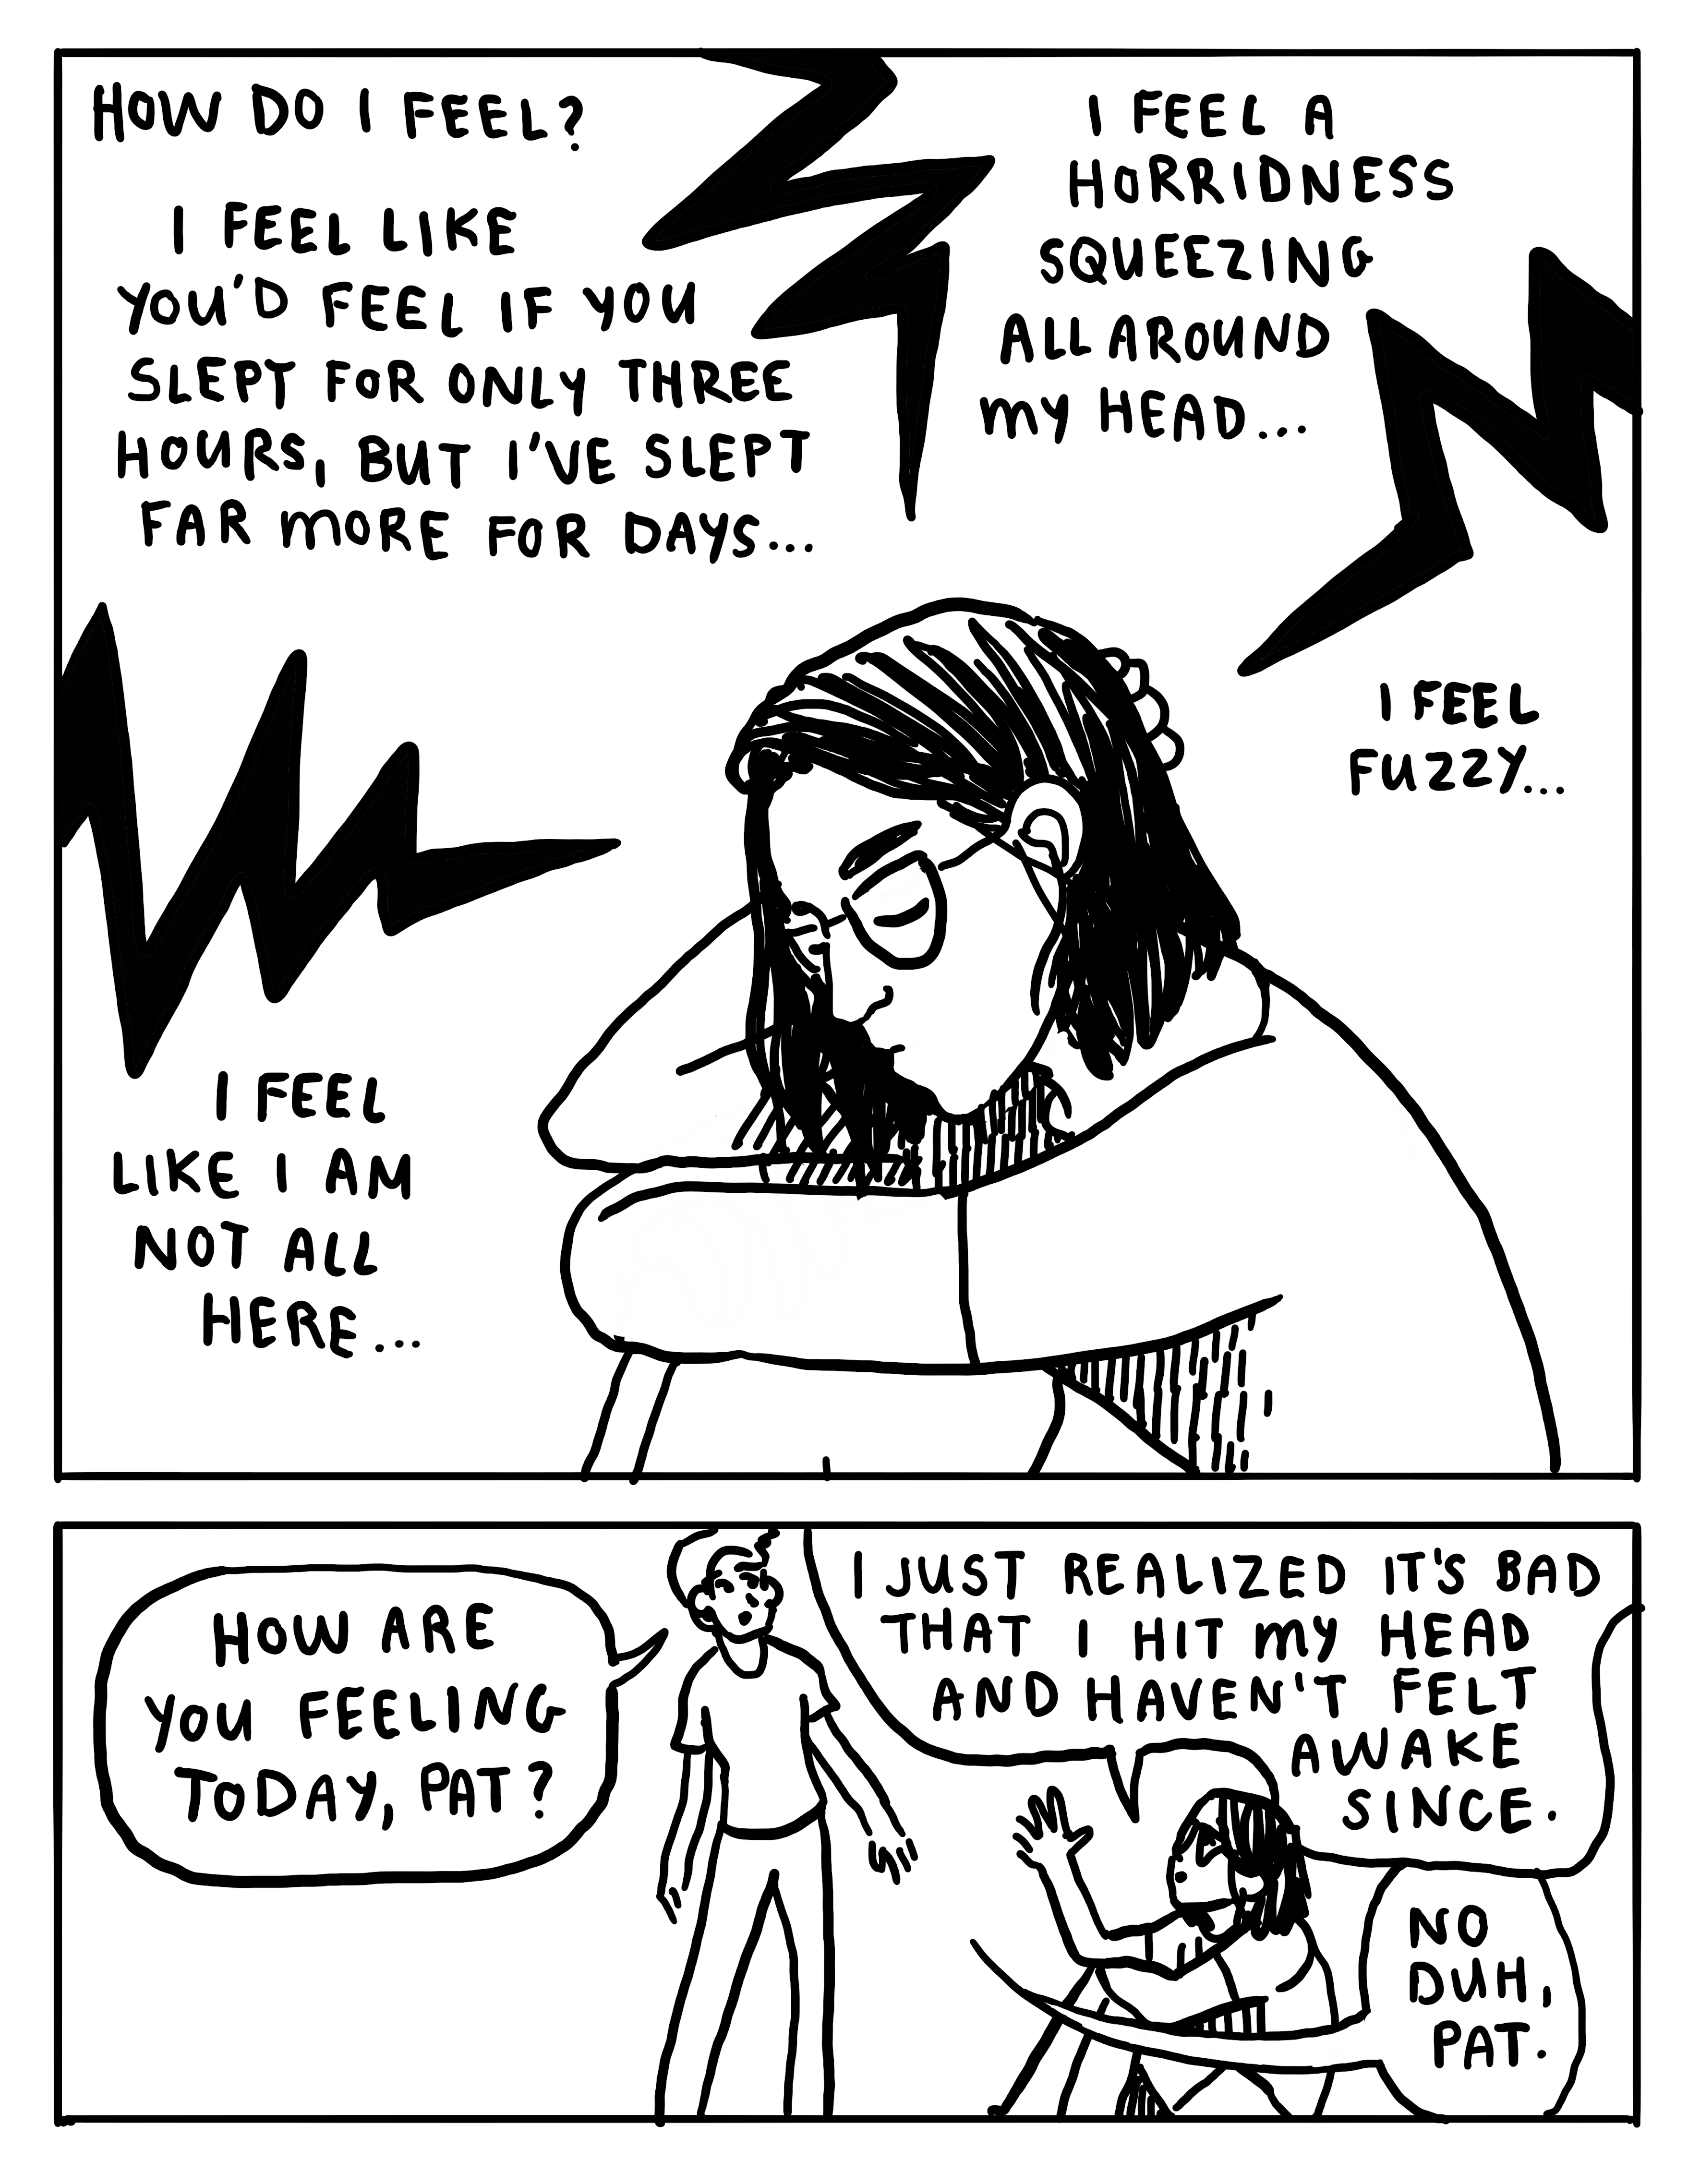 HOW DO I FEEL?
I FEEL LIKE
YOU'D FEEL IF YOU
SLEPT FOR ONLY THREE
HOURS, BUT I'VE SLEPT
FAR MORE FOR DAYS...
I FEEL A
HORRIDNESS
SQUEEZING
ALL AROUND
MY HEAD...
I FEEL
FUZZY...
I FEEL
LIKE I AM
NOT ALL
HERE...
HOW ARE
YOU FEELING
TODAY, PAT?
I JUST REALIZED IT'S BAD
THAT I HIT MY HEAD
AND HAVEN'T FELT
AWAKE
SINCE.
NO
DUH,
PAT.